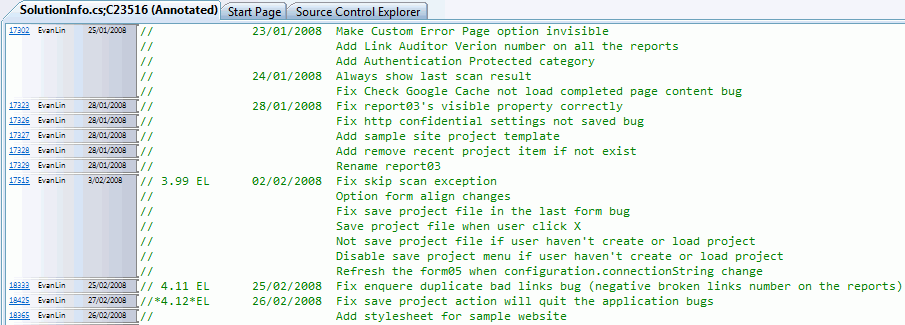 SolutionInfo.cs;C23516 (Annotated) Start Page Source Control Explorer
17302 EvanLin 25/01/2008 // 23/01/2008 Make Custom Error Page option invisible
// Add Link Auditor Verion number on all the reports
// Add Authentication Protected category
// 24/01/2008 Always show last scan result
// Fix Check Google Cache not load completed page content bug
17323 EvanLin 28/01/2008 // 28/01/2008 Fix report03's visible property correctly
17326 EvanLin 28/01/2008 // Fix http confidential settings not saved bug
17327 EvanLin 28/01/2008 // Add sample site project template
17328 EvanLin 28/01/2008 // Add remove recent project item if not exist
17329 EvanLin 28/01/2008 // Rename report03
17515 EvanLin 3/02/2008 // 3.99 EL 02/02/2008 Fix skip scan exception
// Option form align changes
// Fix save project file in the last form bug
// Save project file when user click X
// Not save project file if user haven't create or load project
// Disable save project menu if user haven't create or load project
// Refresh the form05 when configuration.connectionString change
18333 EvanLin 25/02/2008 // 4.11 EL 25/02/2008 Fix enquere duplicate bad links bug (negative broken links number on the reports)
18425 EvanLin 27/02/2008 //*4.12*EL 26/02/2008 Fix save project action will quit the application bugs
18365 EvanLin 26/02/2008 // Add stylesheet for sample website